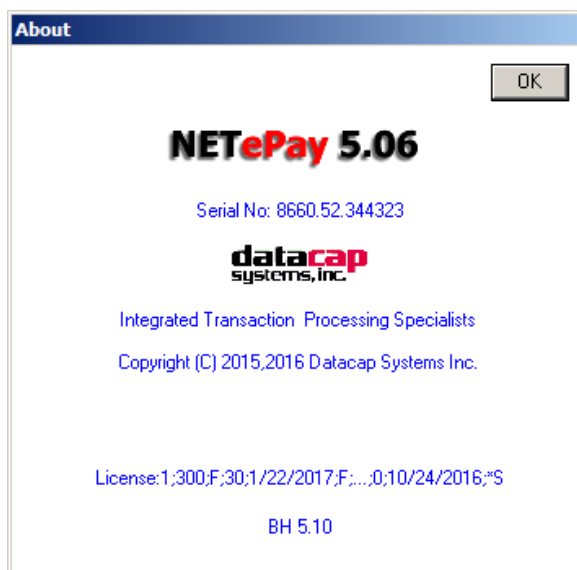 About
OK
NETePay 5.06
Serial No: 8660.52.344323
datacap
systems, inc.
Integrated Transaction Processing Specialists
Copyright (C) 2015,2016 Datacap Systems Inc.
License:1;300;F;30;1/22/2017;F;...;0;10/24/2016;*S
BH 5.10